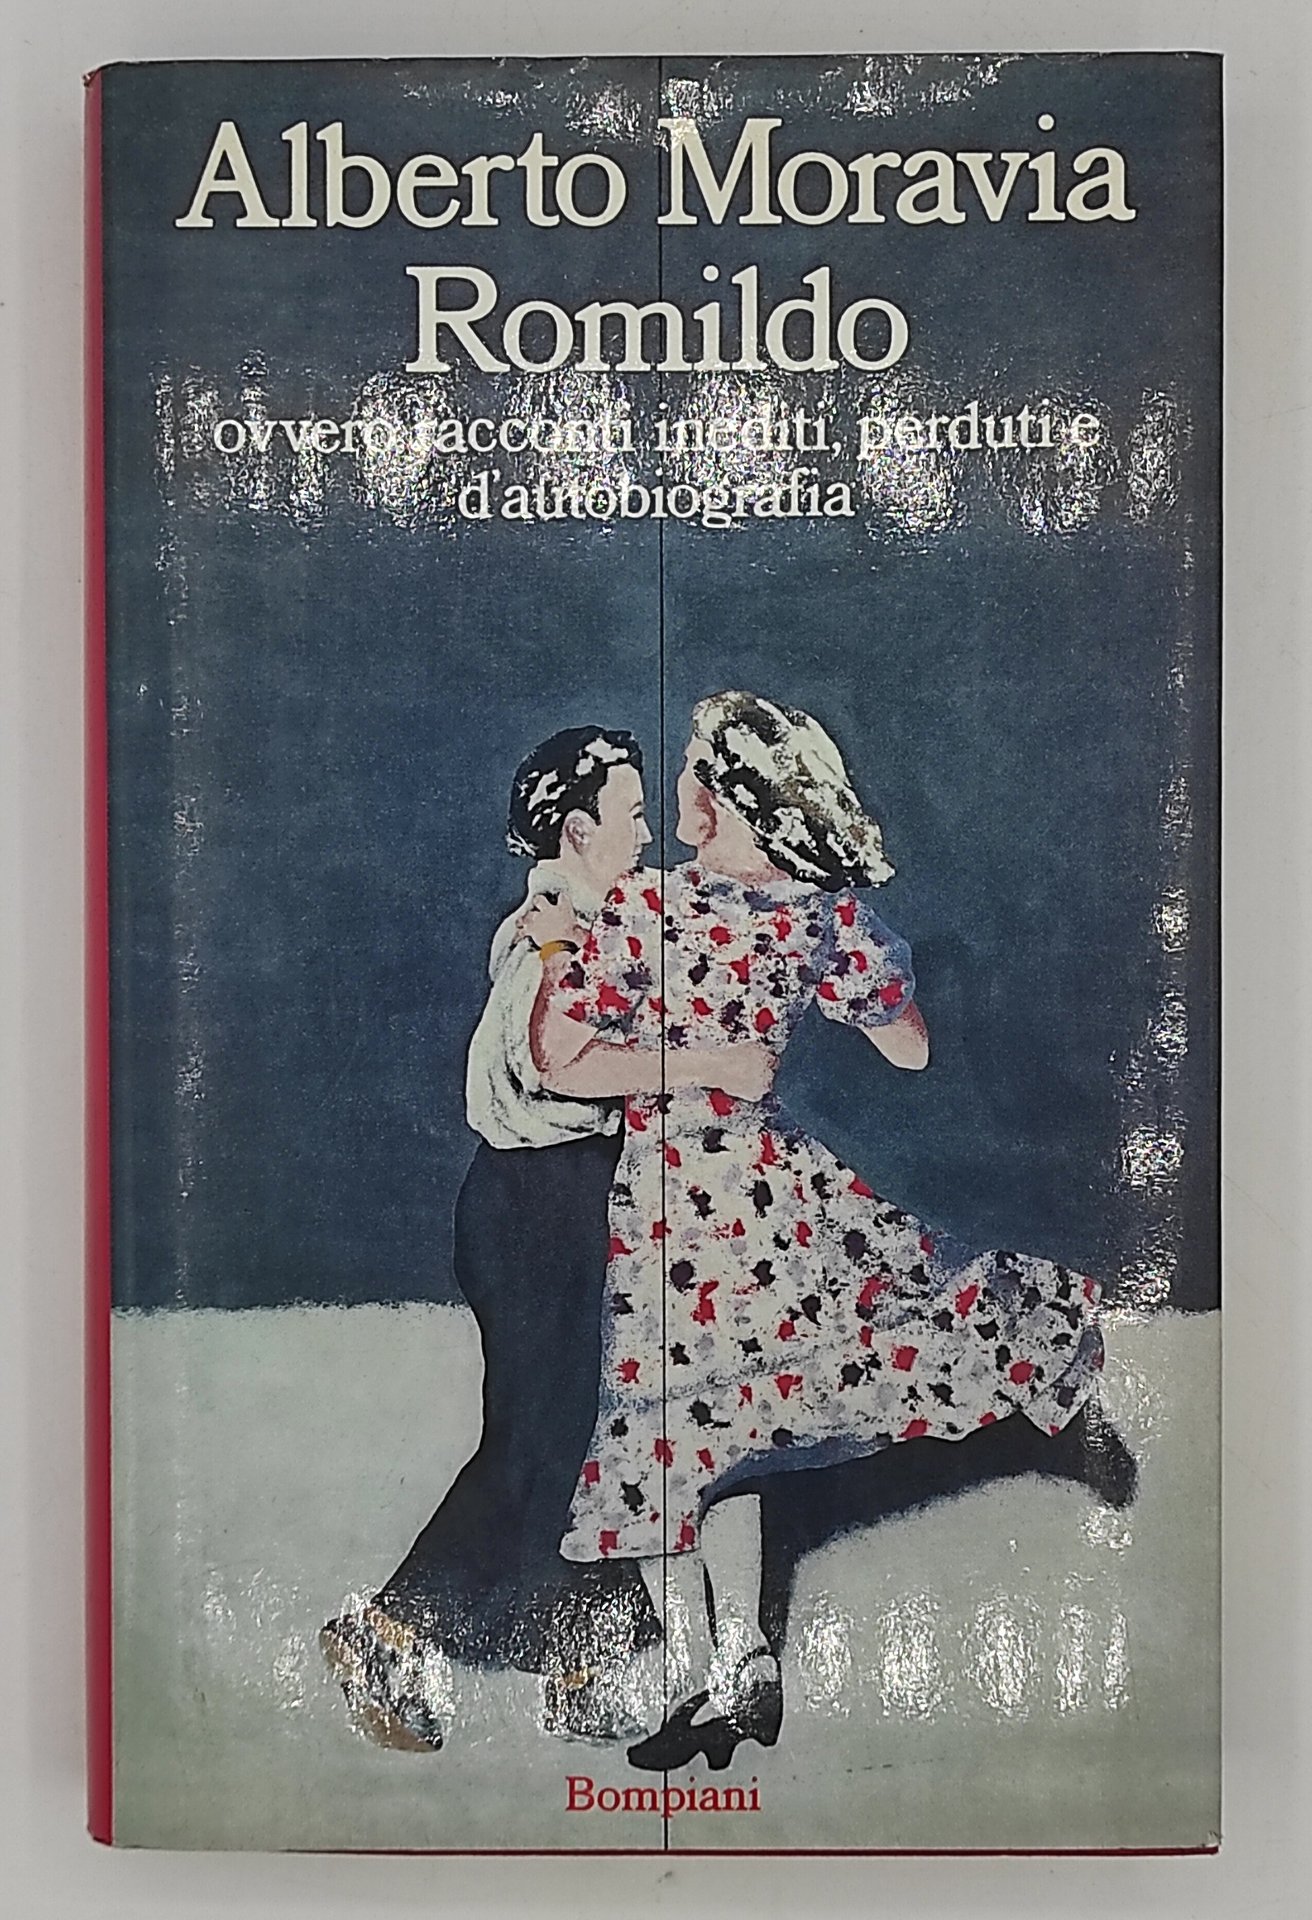 Alberto Moravia
Romildo
ovvero racconti inediti, perduti e
d'autobiografia
Bompiani